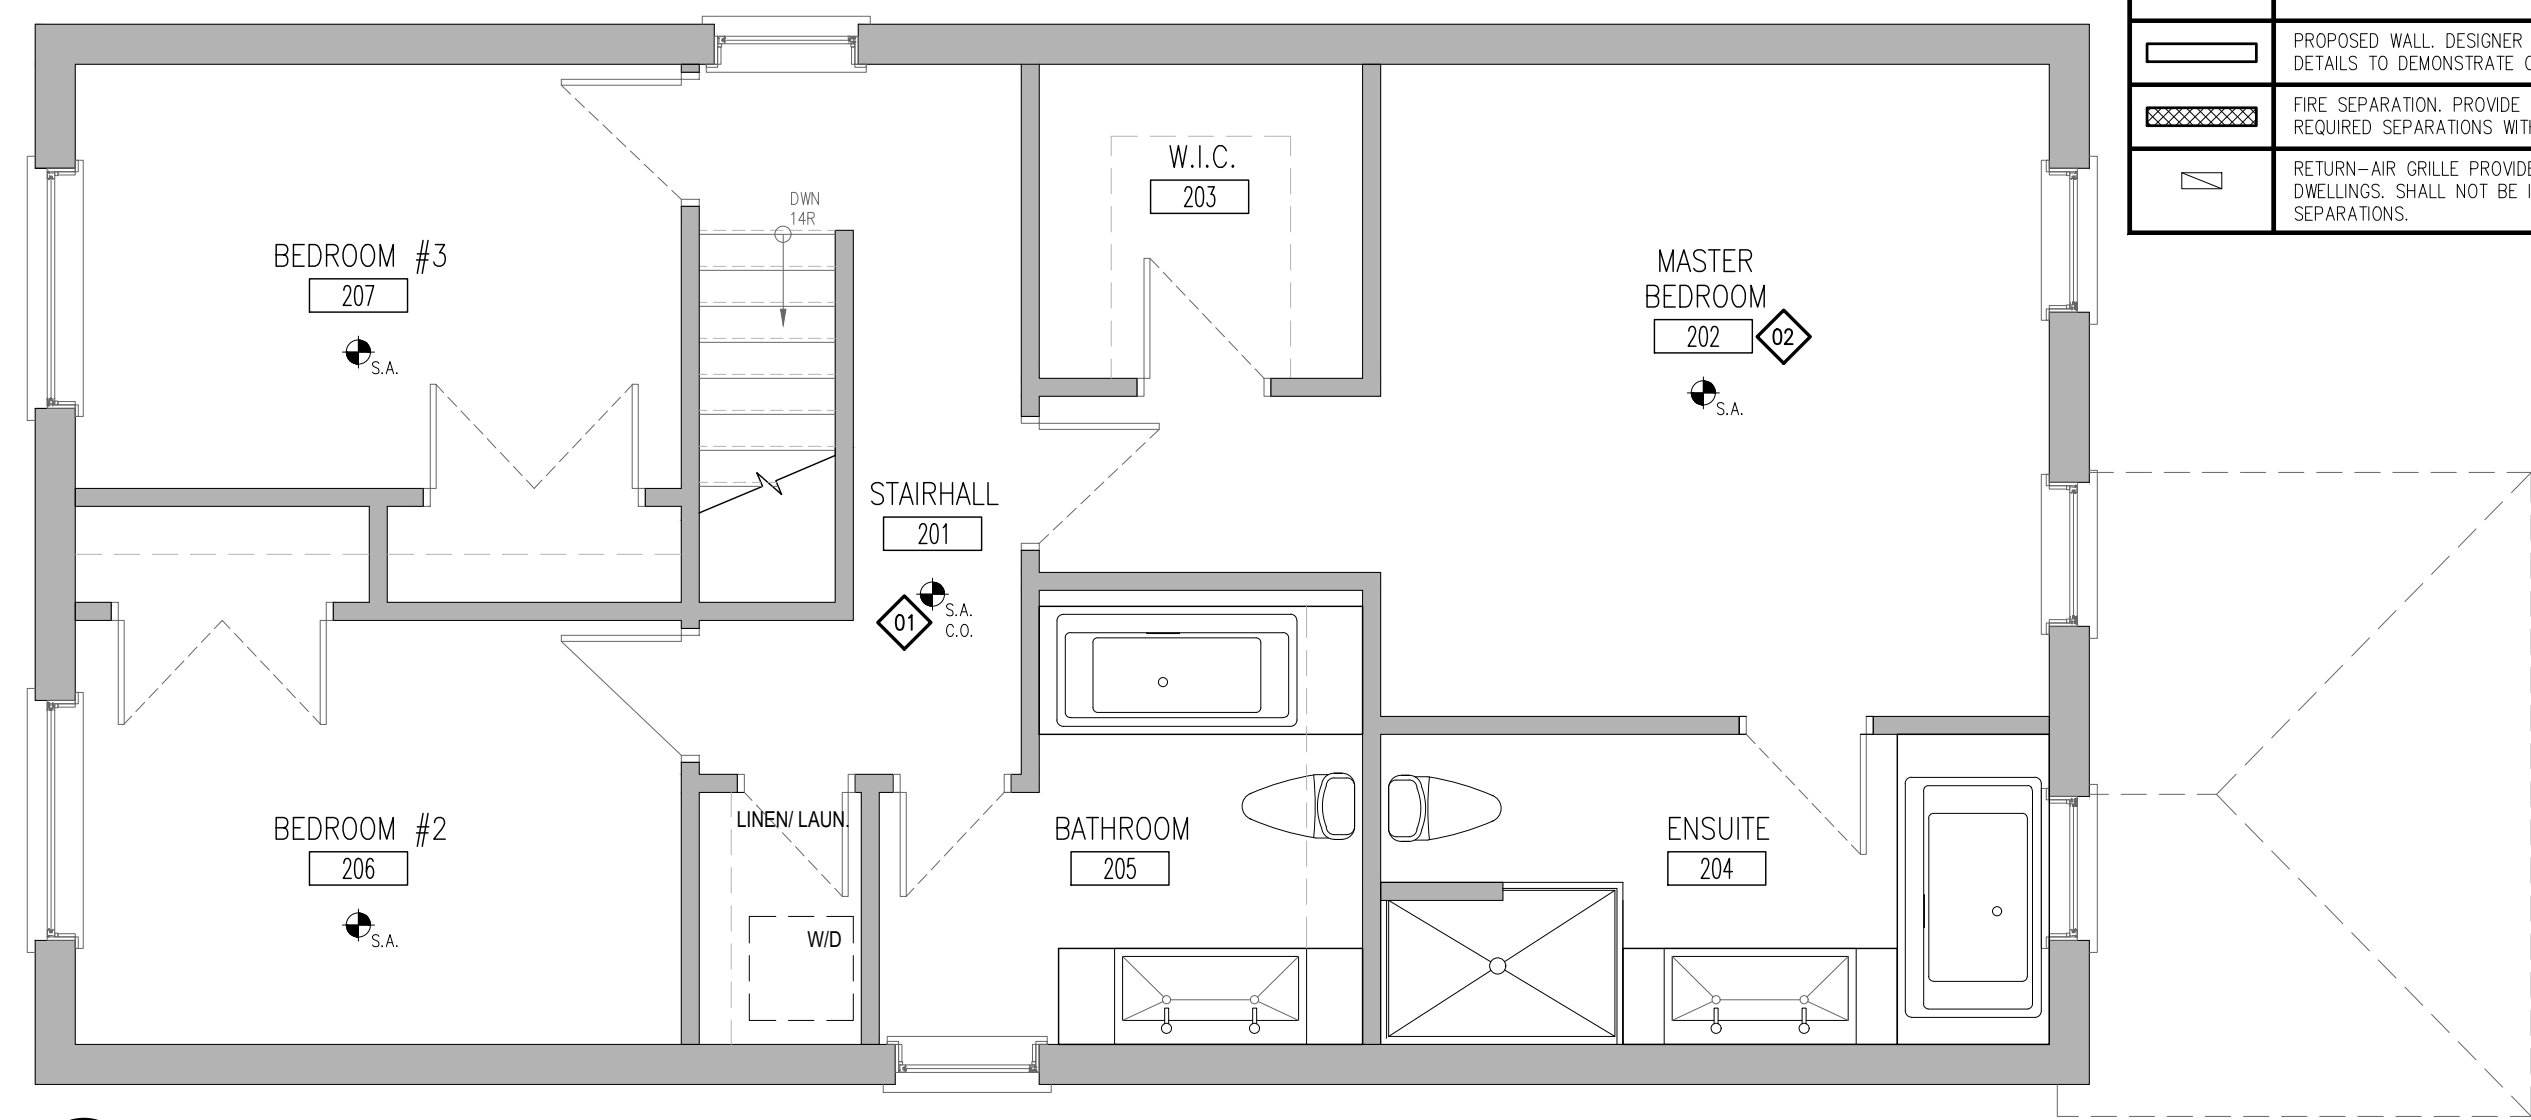 PROPOSED WALL. DESIGNER
DETAILS TO DEMONSTRATE
FIRE SEPARATION. PROVIDE
REQUIRED SEPARATIONS
RETURN-AIR GRILLE
DWELLINGS. SHALL NOT BE
SEPARATIONS.
W.I.C.
203
DWN
14R
BEDROOM #3
207
S.A.
MASTER
BEDROOM
202
02
S.A.
STAIRHALL
201
01
S.A.
C.O.
LINEN/ LAUN.
BEDROOM #2
206
S.A.
W/D
BATHROOM
205
ENSUITE
204